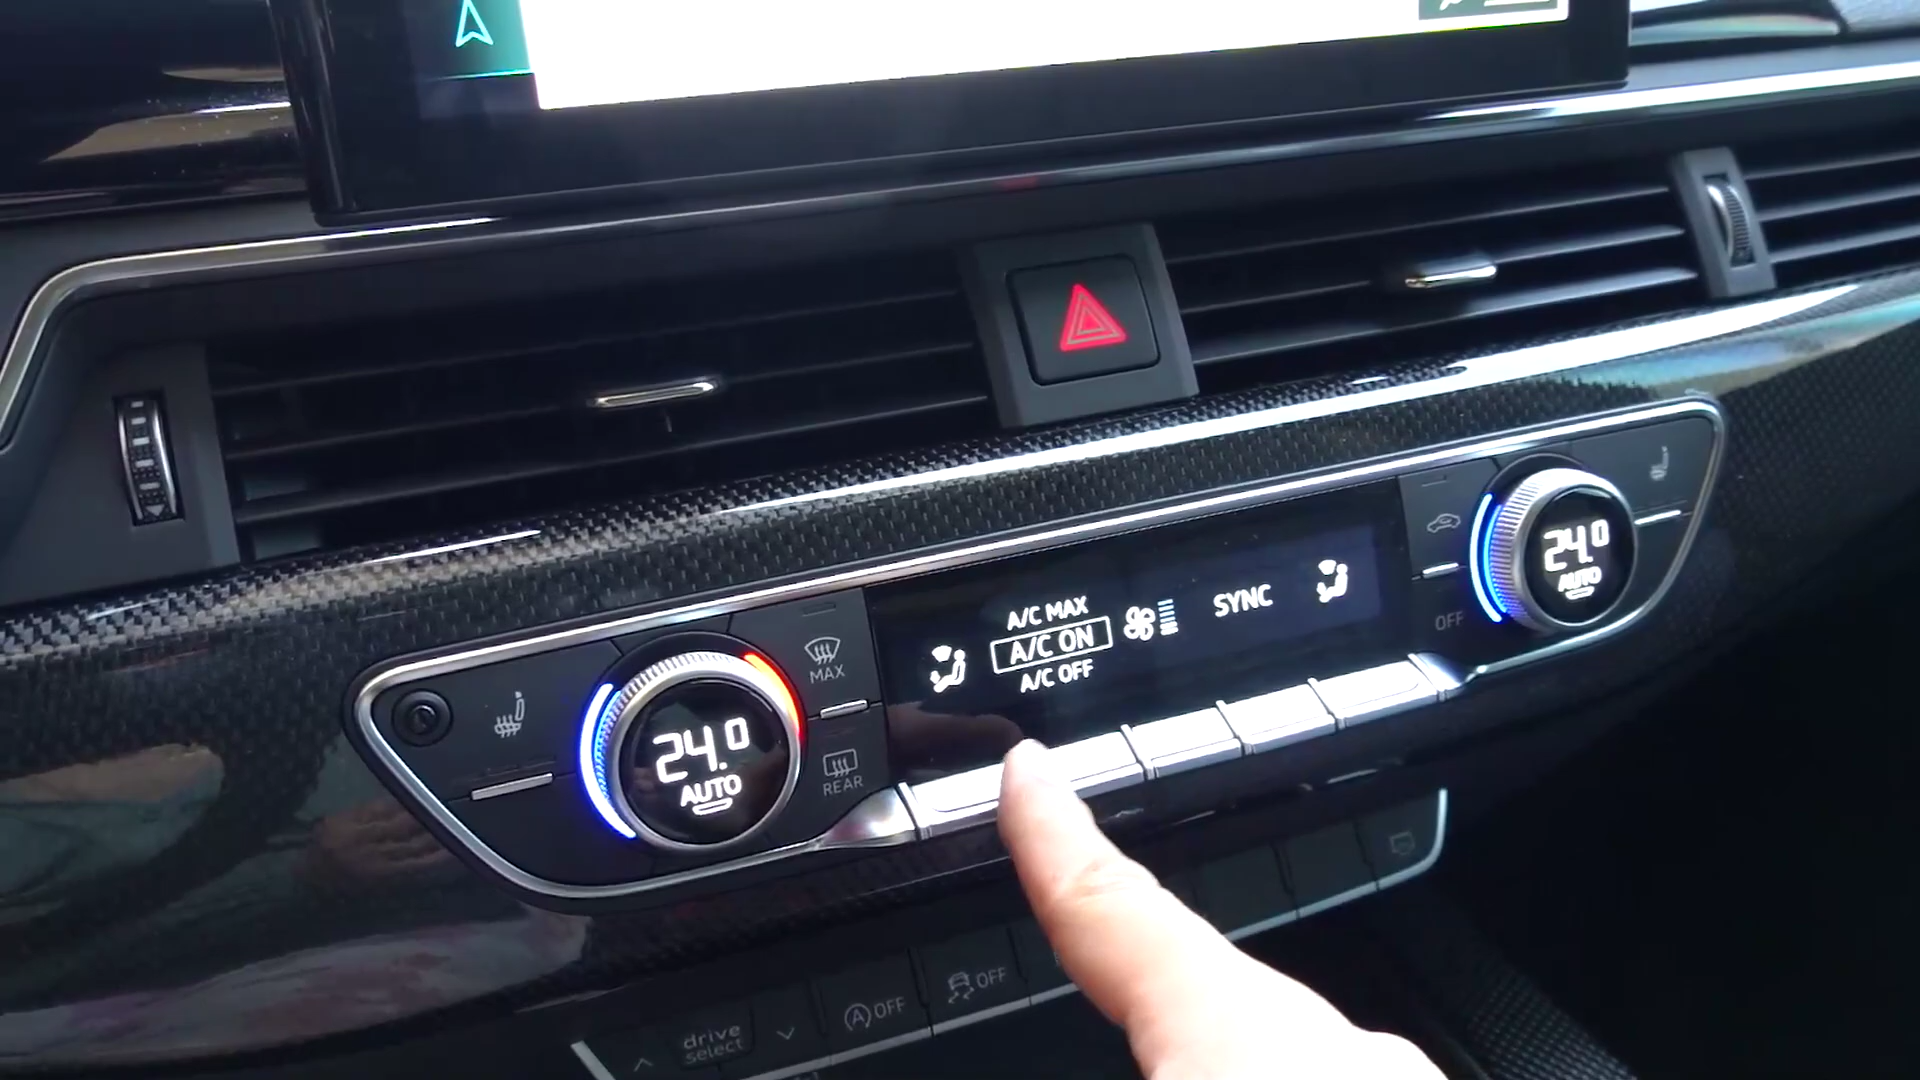 MAX
REAR
24.0
AUTO
A/C MAX
A/C ON
A/C OFF
SYNC
OFF
24.0
AUTO
drive
select
A OFF
OFF